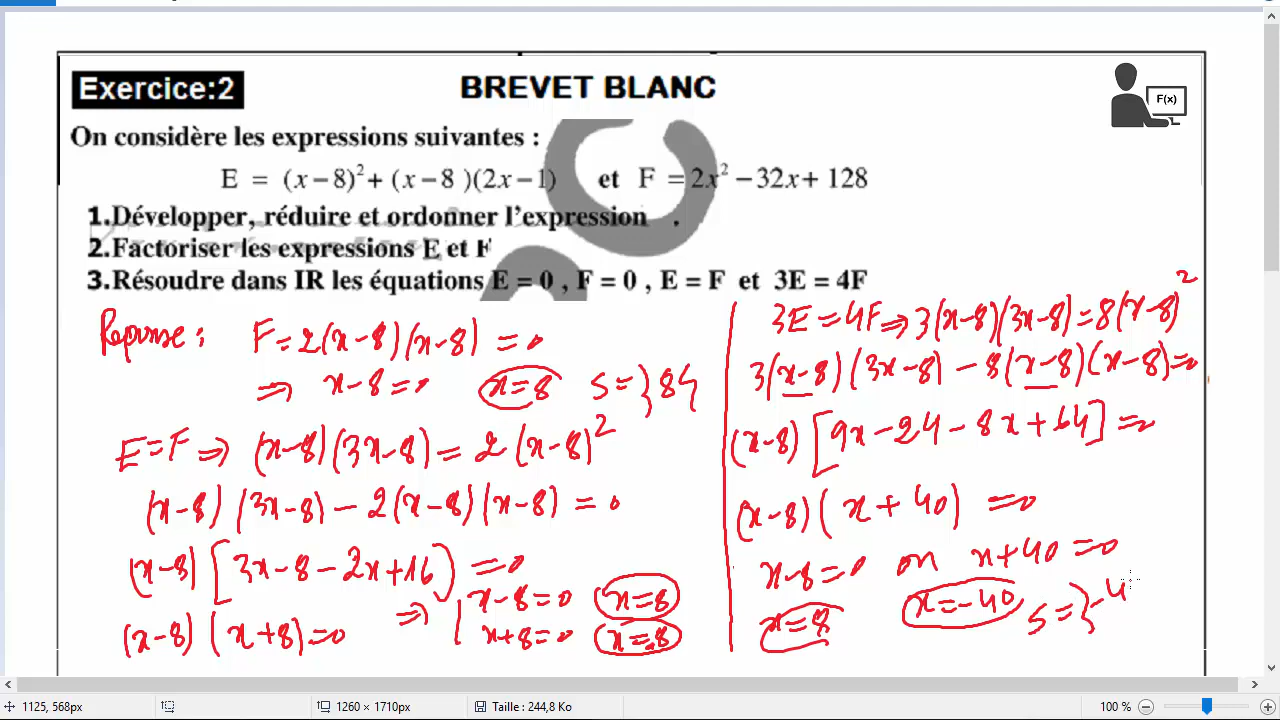 Exercice:2
BREVET BLANC
F(x)
On considère les expressions suivantes :
E = (x−8)²+ (x−8 )(2x−1) et F = 2x² −32x+ 128
1.Développer, réduire et ordonner l'expression .
2.Factoriser les expressions E et F
3.Résoudre dans IR les équations E = 0 , F = 0 , E = F et 3E = 4F
Reponse :
F = 2(x−8)(x−8) = 0
⇒ x−8 = 0 x=8 S = }8{
E=F ⇒ (x−8)(3x−8) = 2(x−8)²
(x−8)(3x−8) − 2(x−8)(x−8) = 0
(x−8)[3x−8−2x+16) = 0
(x−8)(x+8)=0 ⇒ x−8=0 x=8
x+8=0 x=-8
3E=4F ⇒ 3(x−8)(3x−8)=8(x−8)²
3(x−8)(3x−8) − 8(x−8)(x−8)=0
(x−8)[9x−24−8x+64]=0
(x−8)(x+40) =0
x−8=0 ou x+40=0
x=8 x=−40 S=}−4
1125, 568px
1260 × 1710px
Taille : 244,8 Ko
100 %